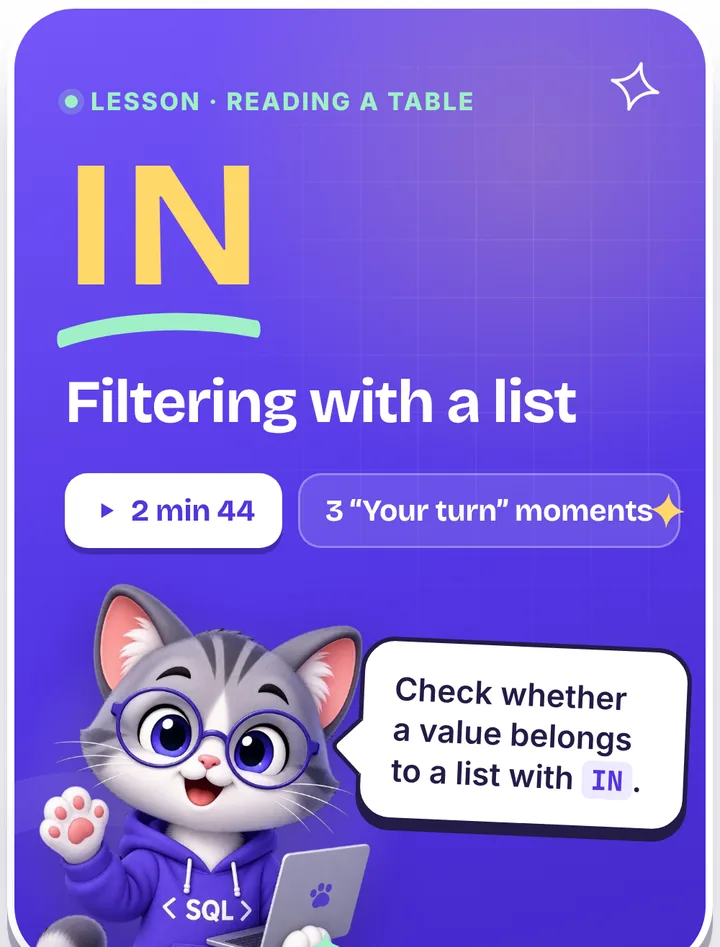 LESSON · READING A TABLE
IN
Filtering with a list
2 min 44
3 “Your turn” moments
Check whether
a value belongs
to a list with IN.
< SQL >